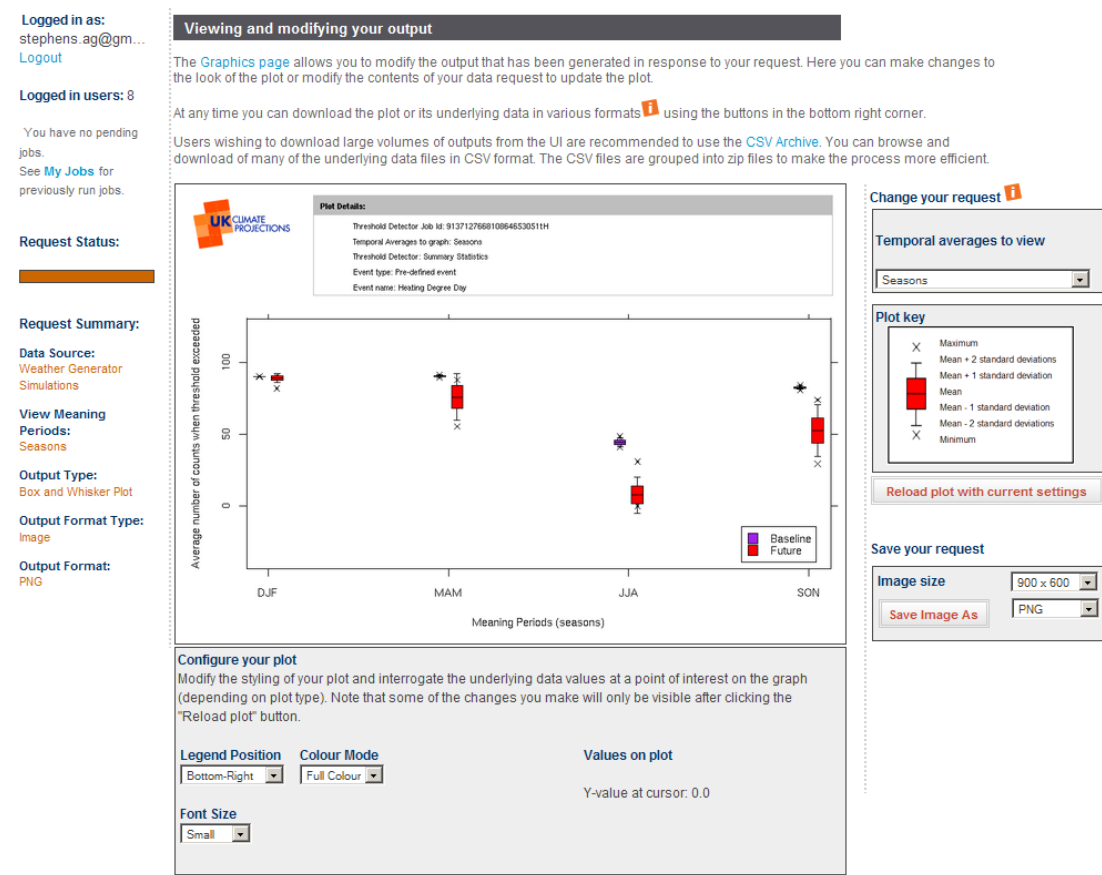 Logged in as:
stephens.ag@gm...
Logout
Logged in users: 8
You have no pending
jobs.
See My Jobs for
previously run jobs.
Request Status:
Request Summary:
Data Source:
Weather Generator
Simulations
View Meaning
Periods:
Seasons
Output Type:
Box and Whisker Plot
Output Format Type:
Image
Output Format:
PNG
Viewing and modifying your output
The Graphics page allows you to modify the output that has been generated in response to your request. Here you can make changes to
the look of the plot or modify the contents of your data request to update the plot.
At any time you can download the plot or its underlying data in various formats i using the buttons in the bottom right corner.
Users wishing to download large volumes of outputs from the UI are recommended to use the CSV Archive. You can browse and
download of many of the underlying data files in CSV format. The CSV files are grouped into zip files to make the process more efficient.
UK CLIMATE
PROJECTIONS
Plot Details:
Threshold Detector Job Id: 913712766810864653051tH
Temporal Averages to graph: Seasons
Threshold Detector: Summary Statistics
Event type: Pre-defined event
Event name: Heating Degree Day
Average number of counts when threshold exceeded
100
50
0
Baseline
Future
DJF
MAM
JJA
SON
Meaning Periods (seasons)
Configure your plot
Modify the styling of your plot and interrogate the underlying data values at a point of interest on the graph
(depending on plot type). Note that some of the changes you make will only be visible after clicking the
"Reload plot" button.
Legend Position
Colour Mode
Values on plot
Bottom-Right
Full Colour
Y-value at cursor: 0.0
Font Size
Small
Change your request i
Temporal averages to view
Seasons
Plot key
Maximum
Mean + 2 standard deviations
Mean + 1 standard deviation
Mean
Mean - 1 standard deviation
Mean - 2 standard deviations
Minimum
Reload plot with current settings
Save your request
Image size
900 x 600
Save Image As
PNG